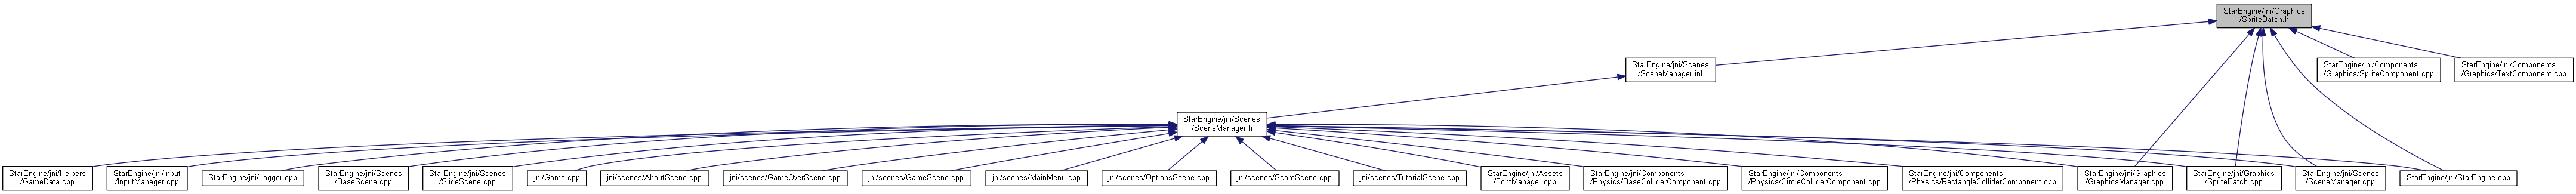 StarEngine/jni/Graphics
/SpriteBatch.h
StarEngine/jni/Scenes
/SceneManager.inl
StarEngine/jni/Components
/Graphics/SpriteComponent.cpp
StarEngine/jni/Components
/Graphics/TextComponent.cpp
StarEngine/jni/Scenes
/SceneManager.h
StarEngine/jni/Helpers
/GameData.cpp
StarEngine/jni/Input
/InputManager.cpp
StarEngine/jni/Logger.cpp
StarEngine/jni/Scenes
/BaseScene.cpp
StarEngine/jni/Scenes
/SlideScene.cpp
jni/Game.cpp
jni/scenes/AboutScene.cpp
jni/scenes/GameOverScene.cpp
jni/scenes/GameScene.cpp
jni/scenes/MainMenu.cpp
jni/scenes/OptionsScene.cpp
jni/scenes/ScoreScene.cpp
jni/scenes/TutorialScene.cpp
StarEngine/jni/Assets
/FontManager.cpp
StarEngine/jni/Components
/Physics/BaseColliderComponent.cpp
StarEngine/jni/Components
/Physics/CircleColliderComponent.cpp
StarEngine/jni/Components
/Physics/RectangleColliderComponent.cpp
StarEngine/jni/Graphics
/GraphicsManager.cpp
StarEngine/jni/Graphics
/SpriteBatch.cpp
StarEngine/jni/Scenes
/SceneManager.cpp
StarEngine/jni/StarEngine.cpp